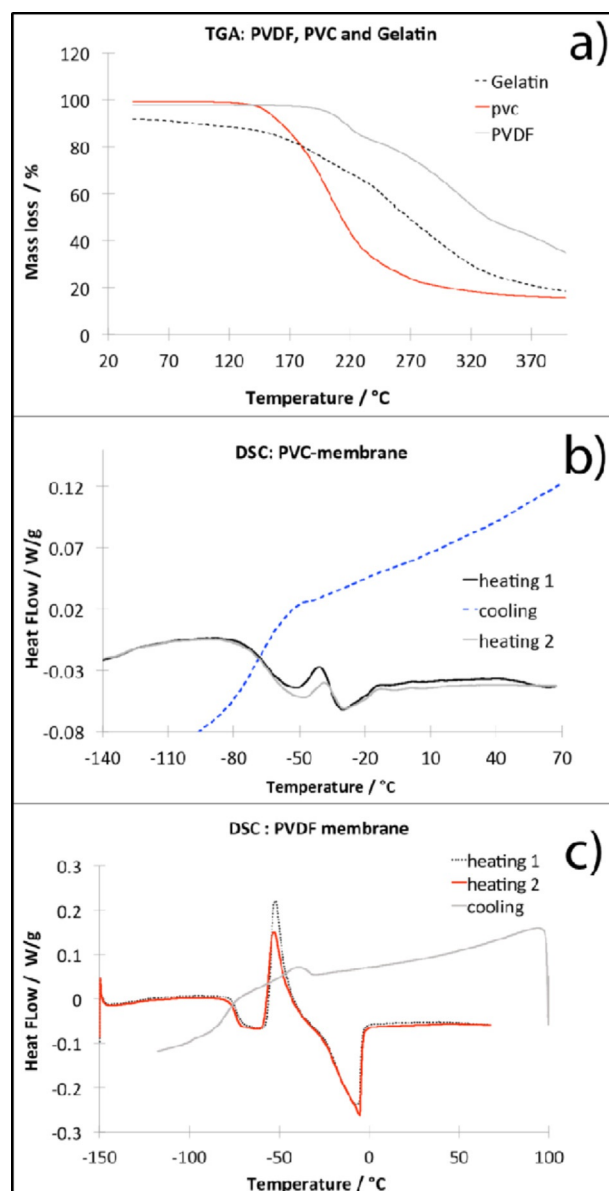 TGA: PVDF, PVC and Gelatin
a)
120
100
80
60
40
20
0
Mass loss / %
Gelatin
pvc
PVDF
20 70 120 170 220 270 320 370
Temperature / °C
DSC: PVC-membrane
b)
0.12
0.07
0.02
-0.03
-0.08
Heat FLow / W/g
heating 1
cooling
heating 2
-140 -110 -80 -50 -20 10 40 70
Temperature / °C
DSC : PVDF membrane
c)
0.3
0.2
0.1
0
-0.1
-0.2
-0.3
Heat FLow / W/g
heating 1
heating 2
cooling
-150 -100 -50 0 50 100
Temperature / °C